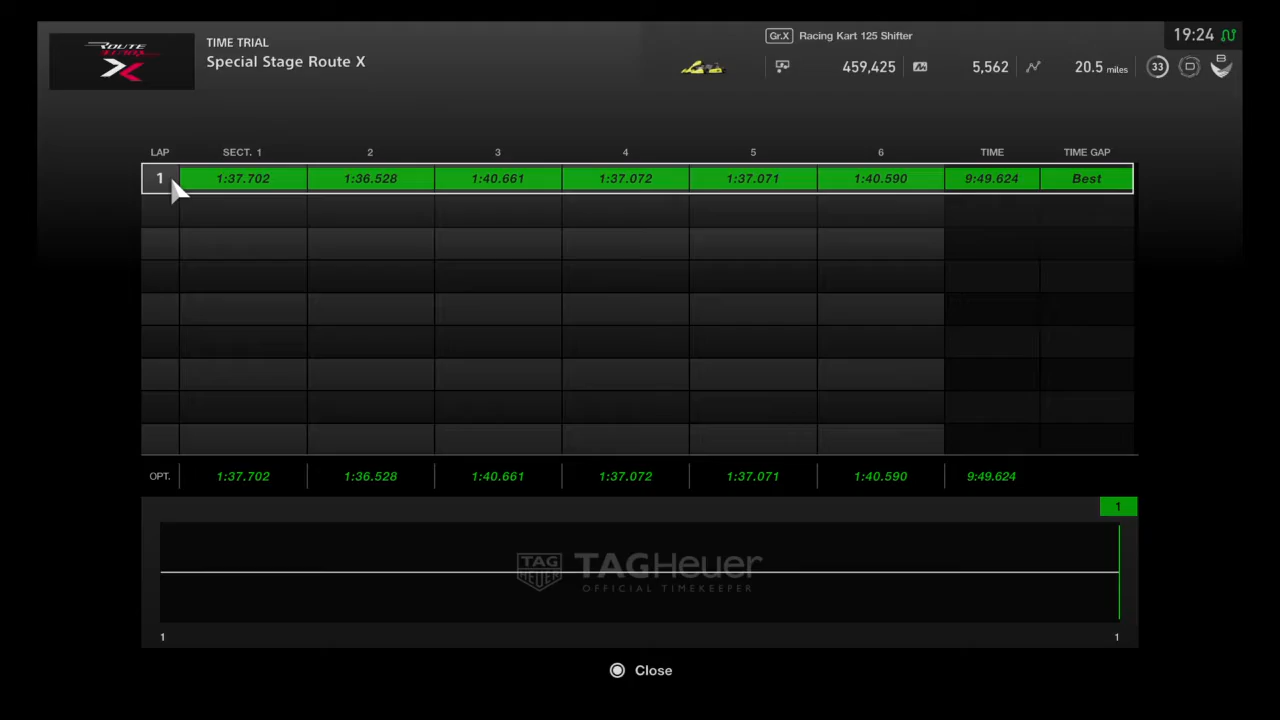 ROUTE
X
TIME TRIAL
Special Stage Route X
Gr.X Racing Kart 125 Shifter
459,425 5,562 20.5 miles 33 B
19:24
LAP SECT. 1 2 3 4 5 6 TIME TIME GAP
1 1:37.702 1:36.528 1:40.661 1:37.072 1:37.071 1:40.590 9:49.624 Best
OPT. 1:37.702 1:36.528 1:40.661 1:37.072 1:37.071 1:40.590 9:49.624
1
TAG HEUER TAGHeuer
OFFICIAL TIMEKEEPER
1 1
Close